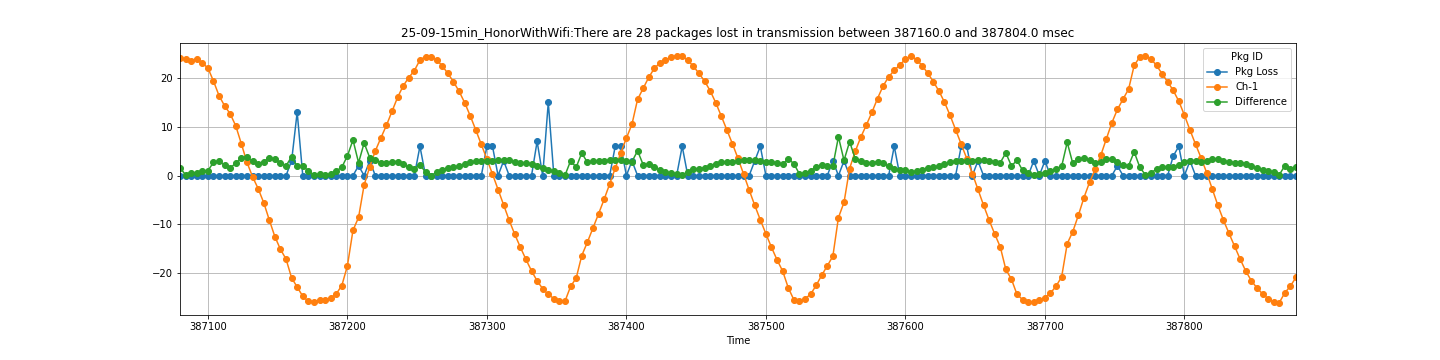 25-09-15min_HonorWithWifi:There are 28 packages lost in transmission between 387160.0 and 387804.0 msec
Pkg ID
Pkg Loss
Ch-1
Difference
20
10
0
−10
−20
387100 387200 387300 387400 387500 387600 387700 387800
Time